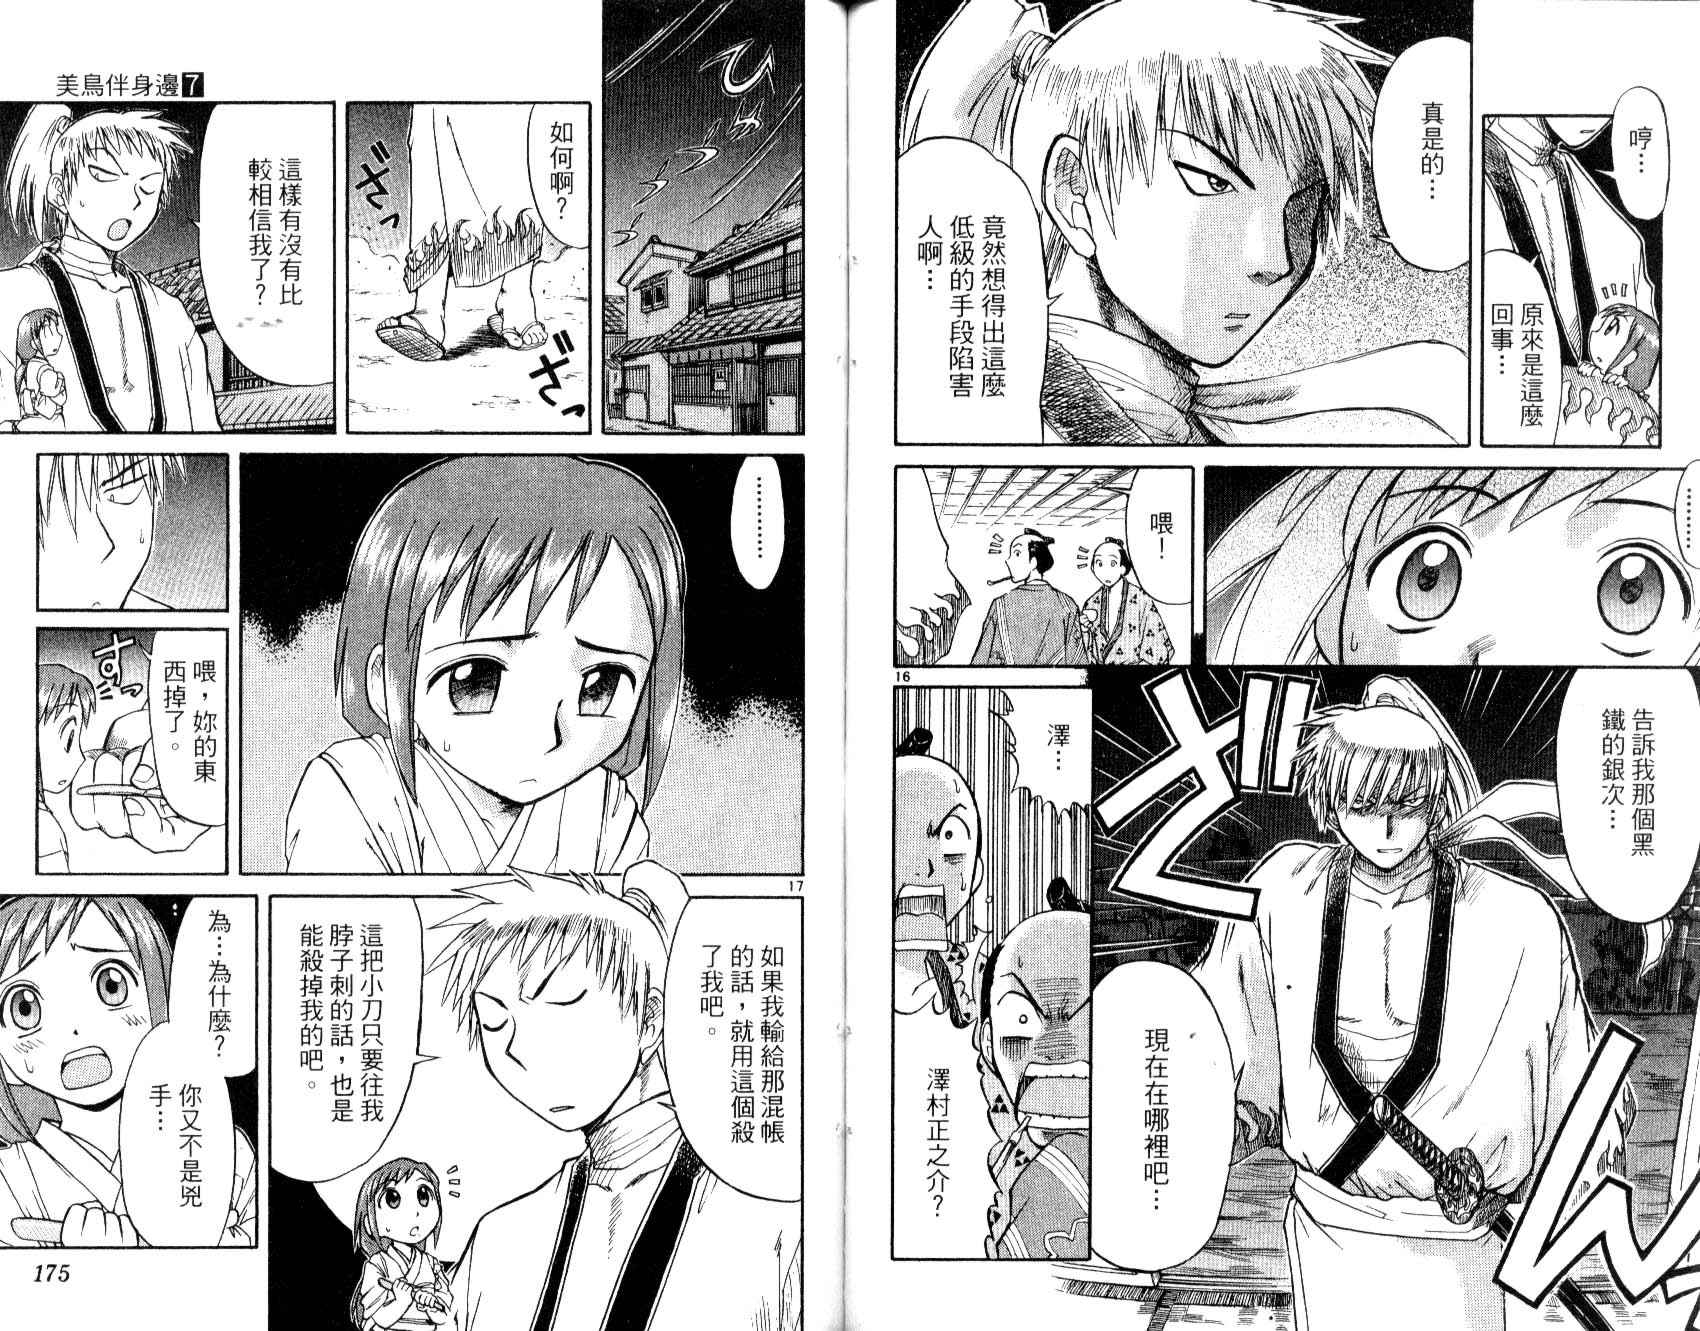 哼…
原來是這麼
回事…
真是的…
竟然想得出這麼
低級的手段陷害
人啊…
………
喂！
告訴我那個黑
鐵的銀次…
現在在哪裡吧…
澤…
澤村正之介？
16
美鳥伴身邊7
如何啊？
ざっ
ざっ
這樣有沒有比
較相信我了？
………
喂，妳的東
西掉了。
すっ
17
如果我輸給那混帳
的話，就用這個殺
了我吧。
這把小刀只要往我
脖子刺的話，也是
能殺掉我的吧。
為…為什麼？
你又不是兇
手…
175